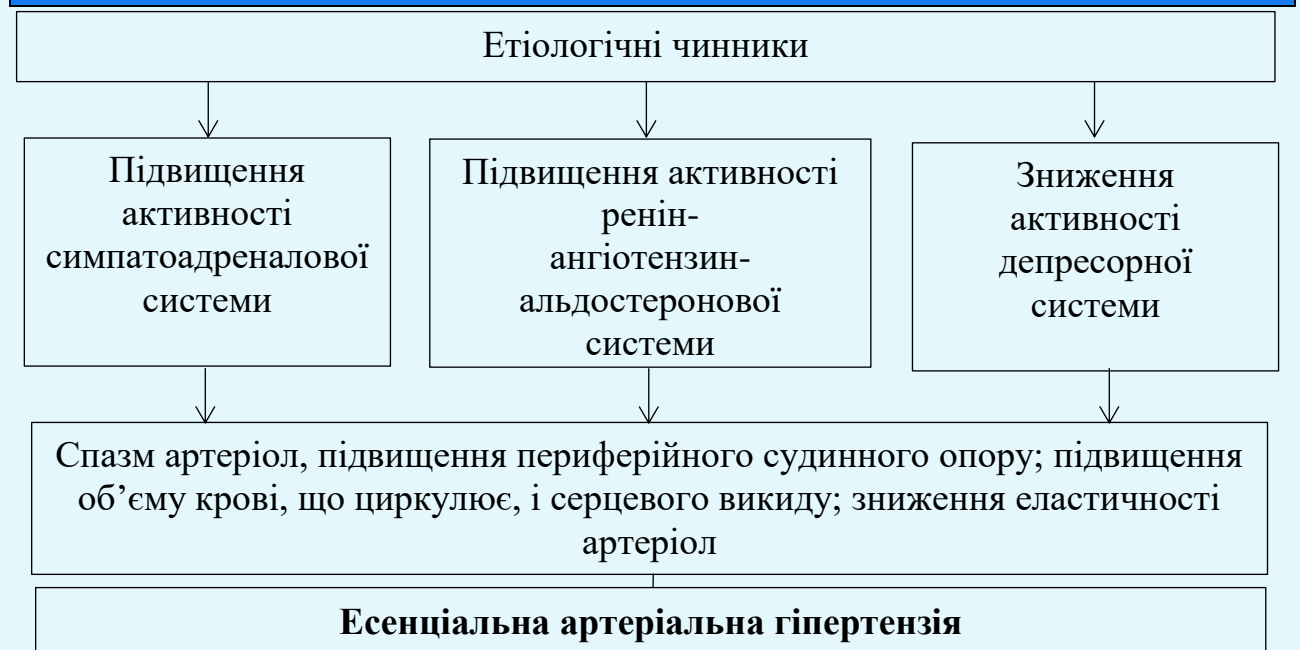 Етіологічні чинники
Підвищення
активності
симпатоадреналової
системи
Підвищення активності
ренін-
ангіотензин-
альдостеронової
системи
Зниження
активності
депресорної
системи
Спазм артеріол, підвищення периферійного судинного опору; підвищення
об’єму крові, що циркулює, і серцевого викиду; зниження еластичності
артеріол
Есенціальна артеріальна гіпертензія